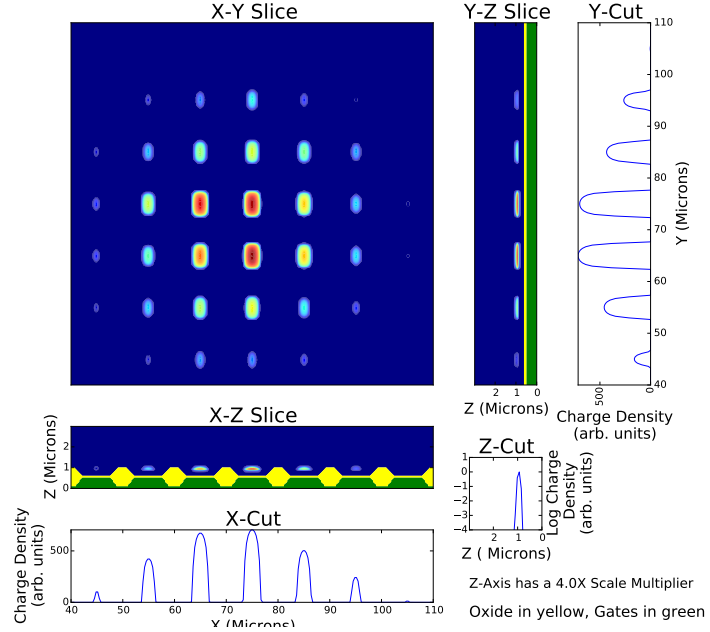 X-Y Slice
Y-Z Slice
Y-Cut
110
100
90
80
70
60
50
40
Y (Microns)
2 1 0
Z (Microns)
500 0
Charge Density
(arb. units)
X-Z Slice
Z (Microns)
2
1
0
Z-Cut
1
0
−1
−2
−3
−4
Log Charge
Density
(arb. units)
2 1 0
Z ( Microns)
X-Cut
Charge Density
(arb. units)
500
0
40 50 60 70 80 90 100 110
X (Microns)
Z-Axis has a 4.0X Scale Multiplier
Oxide in yellow, Gates in green